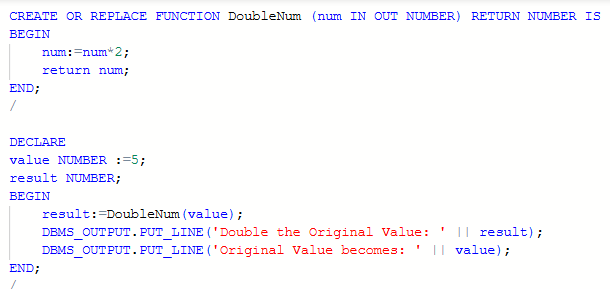 CREATE OR REPLACE FUNCTION DoubleNum (num IN OUT NUMBER) RETURN NUMBER IS
BEGIN
    num:=num*2;
    return num;
END;
/

DECLARE
value NUMBER :=5;
result NUMBER;
BEGIN
    result:=DoubleNum(value);
    DBMS_OUTPUT.PUT_LINE('Double the Original Value: ' || result);
    DBMS_OUTPUT.PUT_LINE('Original Value becomes: ' || value);
END;
/